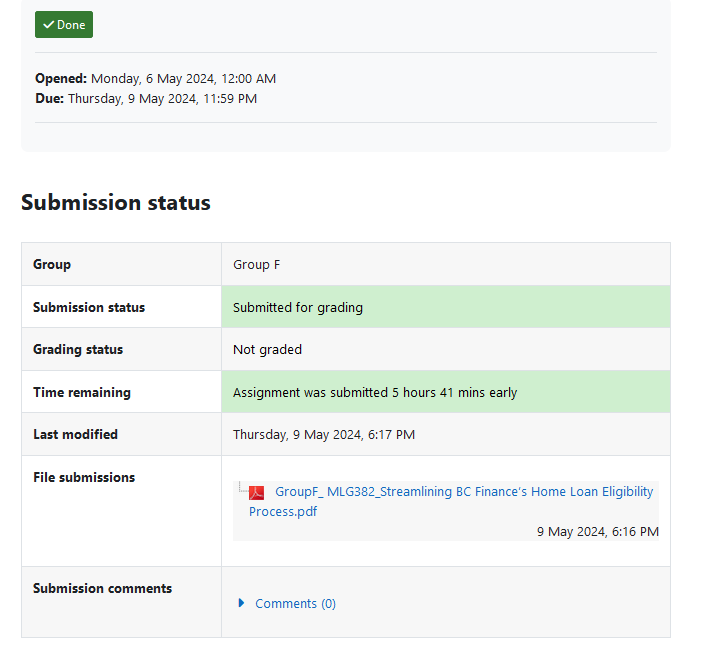 Done
Opened: Monday, 6 May 2024, 12:00 AM
Due: Thursday, 9 May 2024, 11:59 PM
Submission status
Group
Group F
Submission status
Submitted for grading
Grading status
Not graded
Time remaining
Assignment was submitted 5 hours 41 mins early
Last modified
Thursday, 9 May 2024, 6:17 PM
File submissions
GroupF_ MLG382_Streamlining BC Finance's Home Loan Eligibility
Process.pdf
9 May 2024, 6:16 PM
Submission comments
Comments (0)